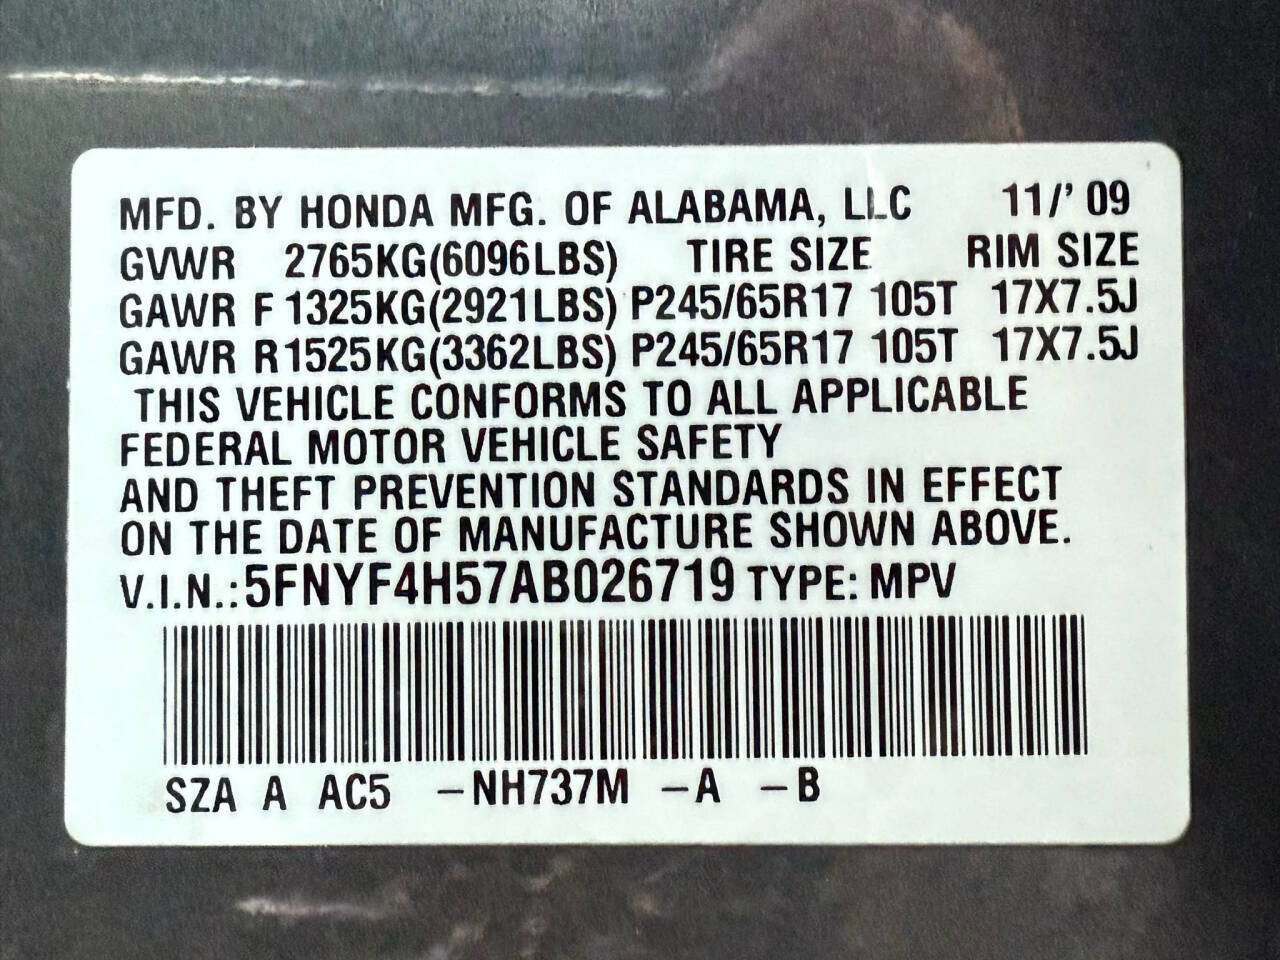 MFD. BY HONDA MFG. OF ALABAMA, LLC 11/' 09
GVWR 2765KG(6096LBS) TIRE SIZE RIM SIZE
GAWR F 1325KG(2921LBS) P245/65R17 105T 17X7.5J
GAWR R1525KG(3362LBS) P245/65R17 105T 17X7.5J
THIS VEHICLE CONFORMS TO ALL APPLICABLE
FEDERAL MOTOR VEHICLE SAFETY
AND THEFT PREVENTION STANDARDS IN EFFECT
ON THE DATE OF MANUFACTURE SHOWN ABOVE.
V.I.N.:5FNYF4H57AB026719 TYPE: MPV
SZA A AC5 –NH737M –A –B